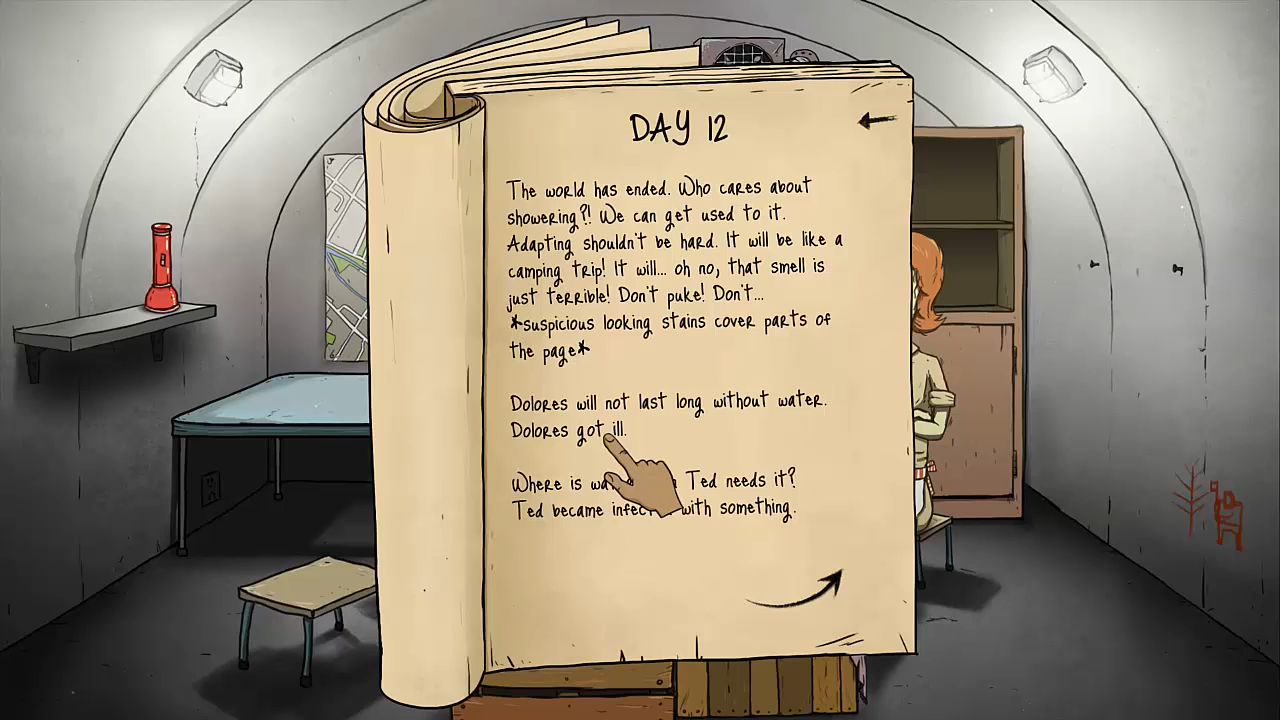 DAY 12
The world has ended. Who cares about
showering?! We can get used to it.
Adapting shouldn't be hard. It will be like a
camping trip! It will... oh no, that smell is
just terrible! Don't puke! Don't...
*suspicious looking stains cover parts of
the page*
Dolores will not last long without water.
Dolores got ill.
Where is Ted needs it?
Ted became with something.